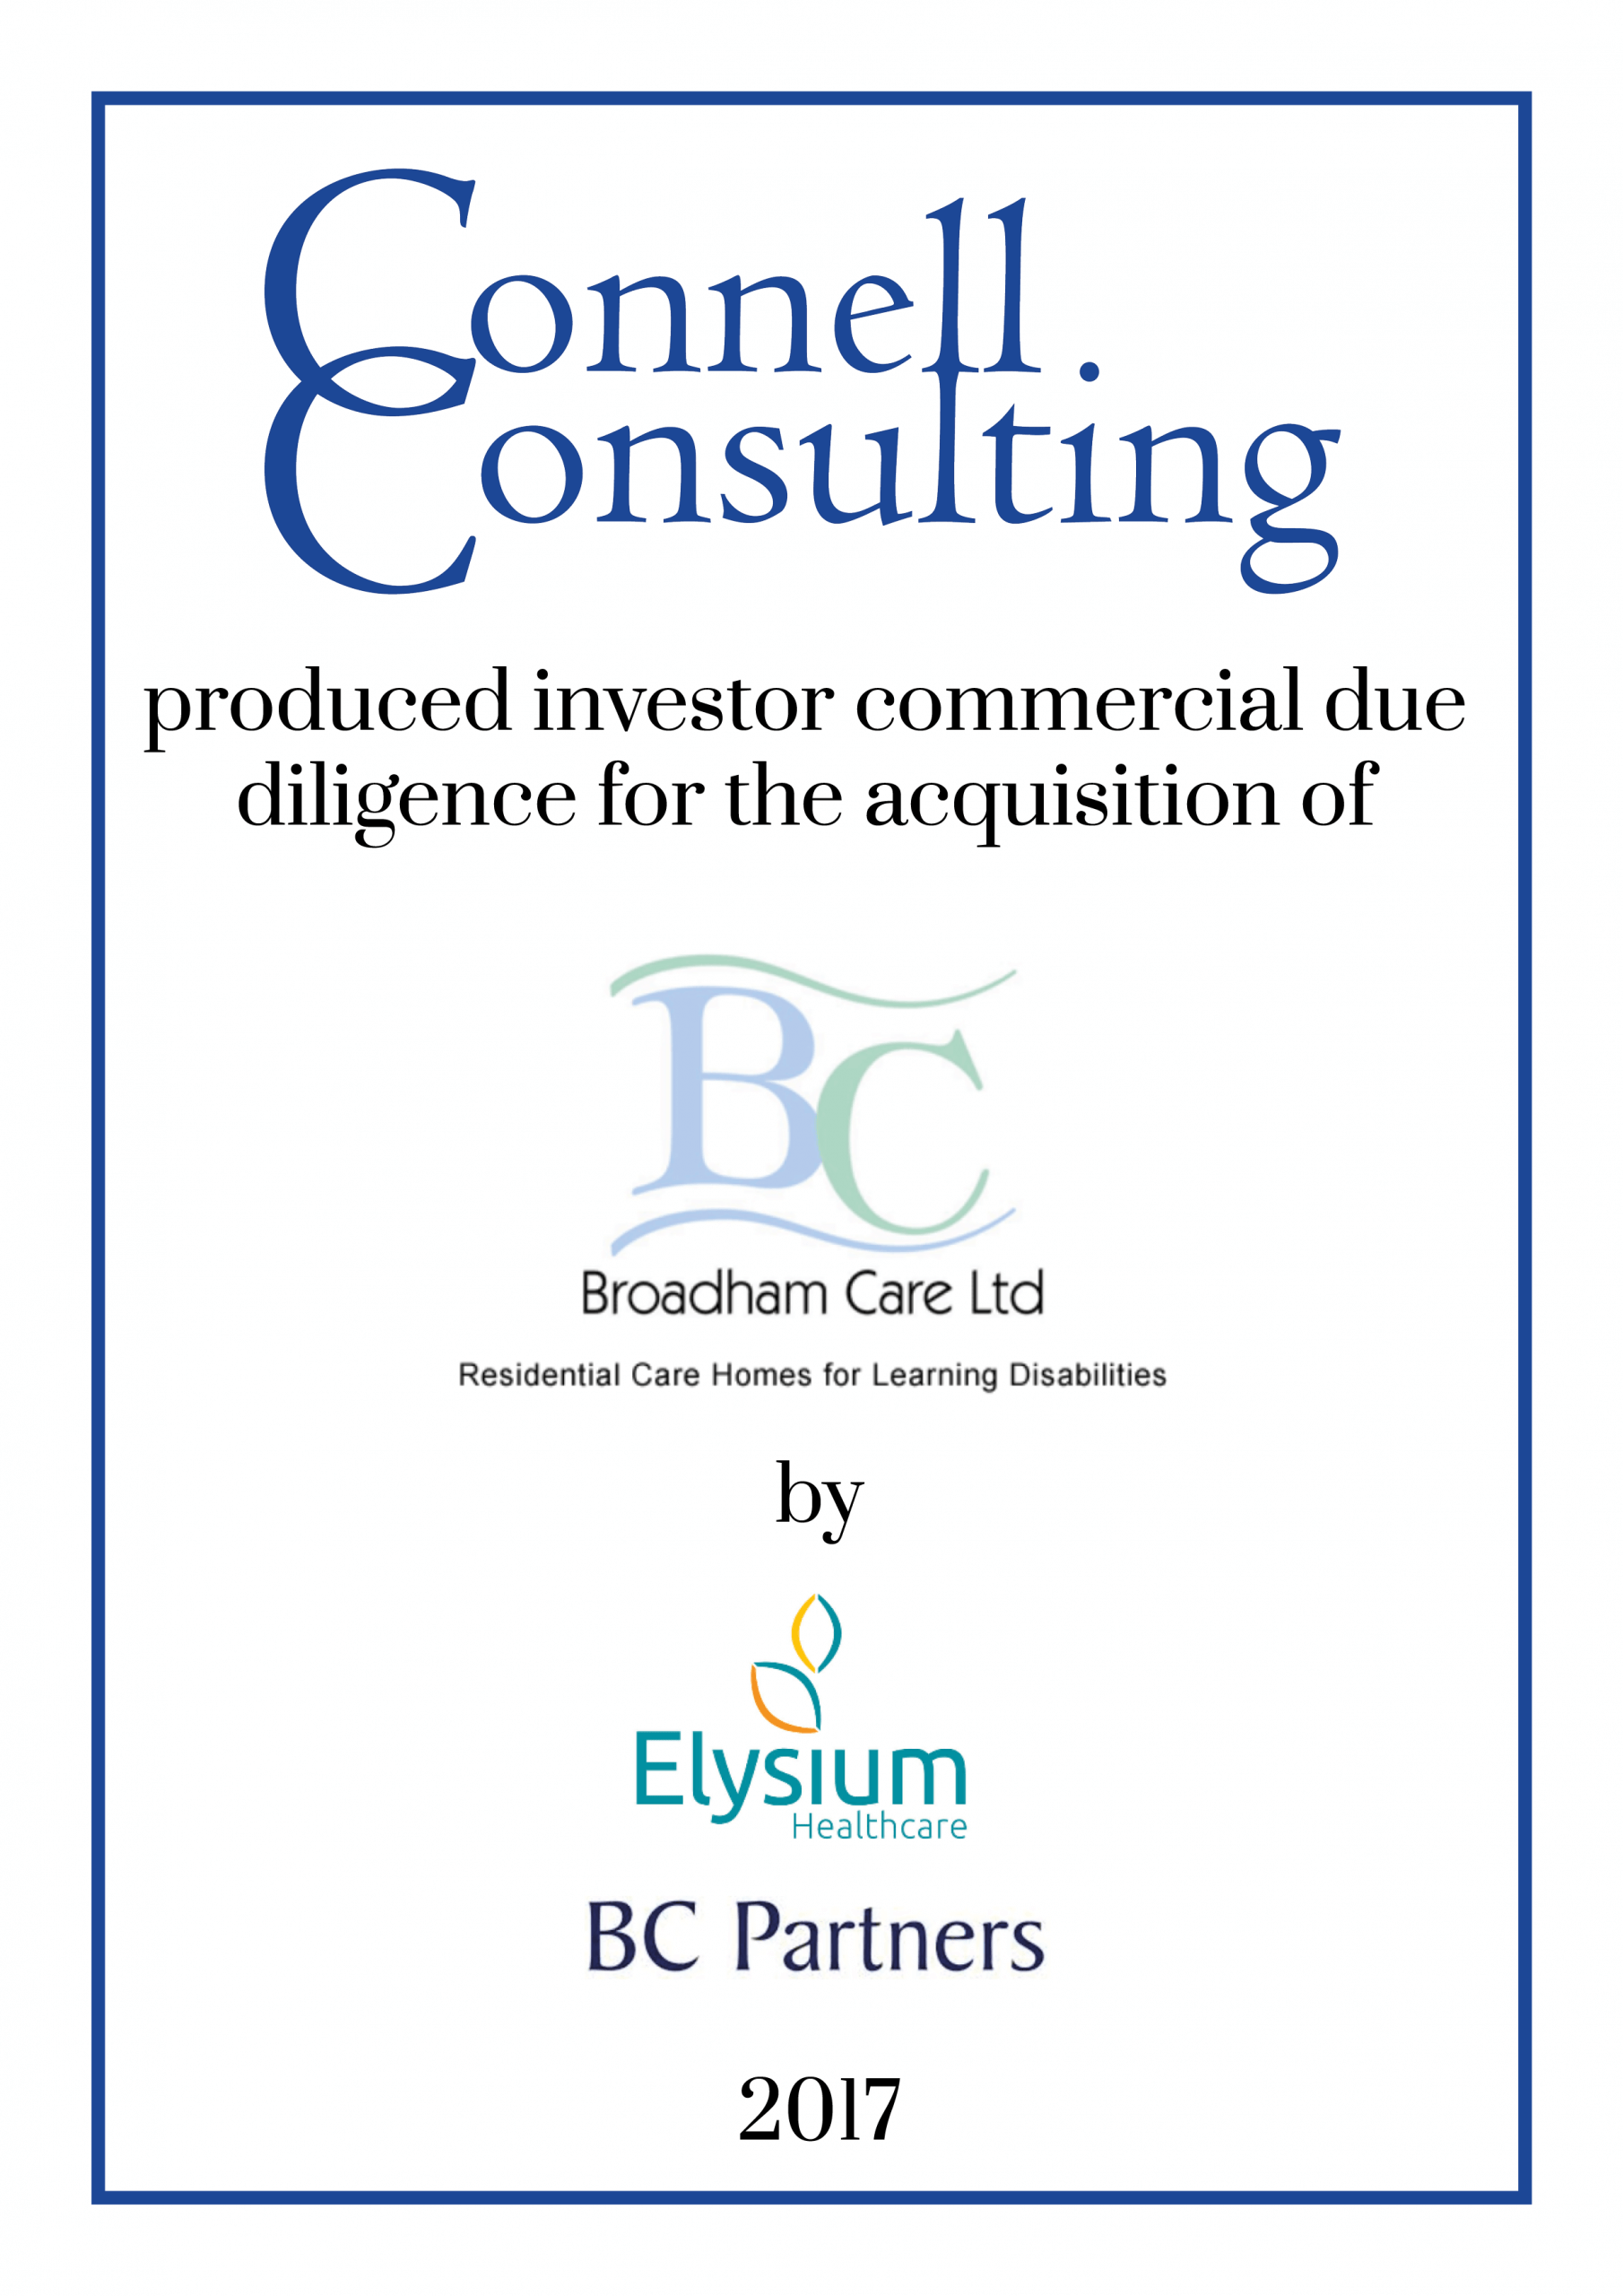 Connell
Consulting
produced investor commercial due
diligence for the acquisition of
BC
Broadham Care Ltd
Residential Care Homes for Learning Disabilities
by
Elysium
Healthcare
BC Partners
2017